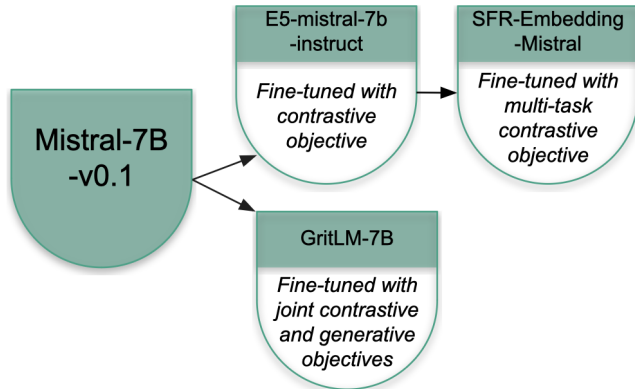 Mistral-7B
-v0.1
E5-mistral-7b
-instruct
Fine-tuned with
contrastive
objective
SFR-Embedding
-Mistral
Fine-tuned with
multi-task
contrastive
objective
GritLM-7B
Fine-tuned with
joint contrastive
and generative
objectives